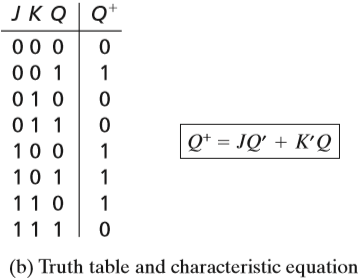 J K Q Q⁺
0 0 0 0
0 0 1 1
0 1 0 0
0 1 1 0
1 0 0 1
1 0 1 1
1 1 0 1
1 1 1 0
Q⁺ = JQ′ + K′Q
(b) Truth table and characteristic equation